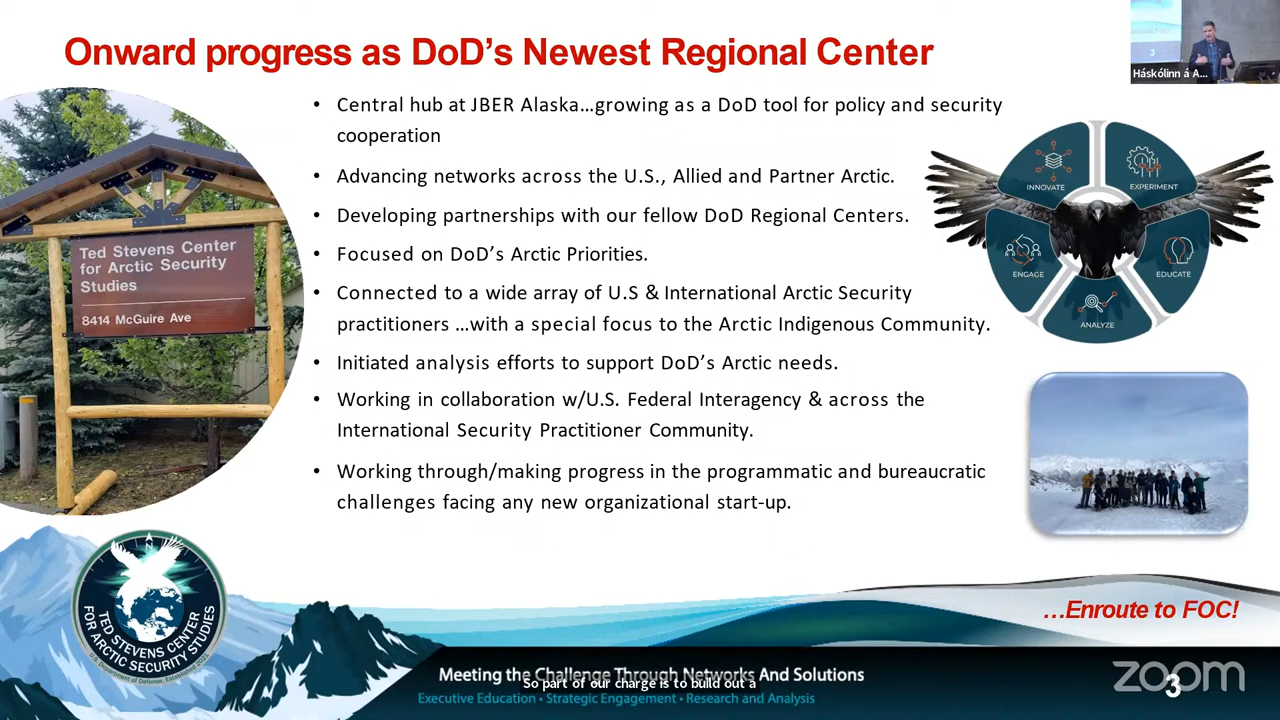 Onward progress as DoD's Newest Regional Center
3
Háskólinn á A...
• Central hub at JBER Alaska...growing as a DoD tool for policy and security
cooperation
• Advancing networks across the U.S., Allied and Partner Arctic.
• Developing partnerships with our fellow DoD Regional Centers.
• Focused on DoD's Arctic Priorities.
• Connected to a wide array of U.S & International Arctic Security
practitioners ...with a special focus to the Arctic Indigenous Community.
• Initiated analysis efforts to support DoD's Arctic needs.
• Working in collaboration w/U.S. Federal Interagency & across the
International Security Practitioner Community.
• Working through/making progress in the programmatic and bureaucratic
challenges facing any new organizational start-up.
Ted Stevens Center
for Arctic Security
Studies
8414 McGuire Ave
INNOVATE
EXPERIMENT
ENGAGE
EDUCATE
ANALYZE
...Enroute to FOC!
N
TED STEVENS CENTER
FOR ARCTIC SECURITY STUDIES
U.S. Department of Defense, Established 2021
Meeting the Challenge Through Networks And Solutions
So part of our charge is to build out a
Executive Education • Strategic Engagement • Research and Analysis
zoom
3